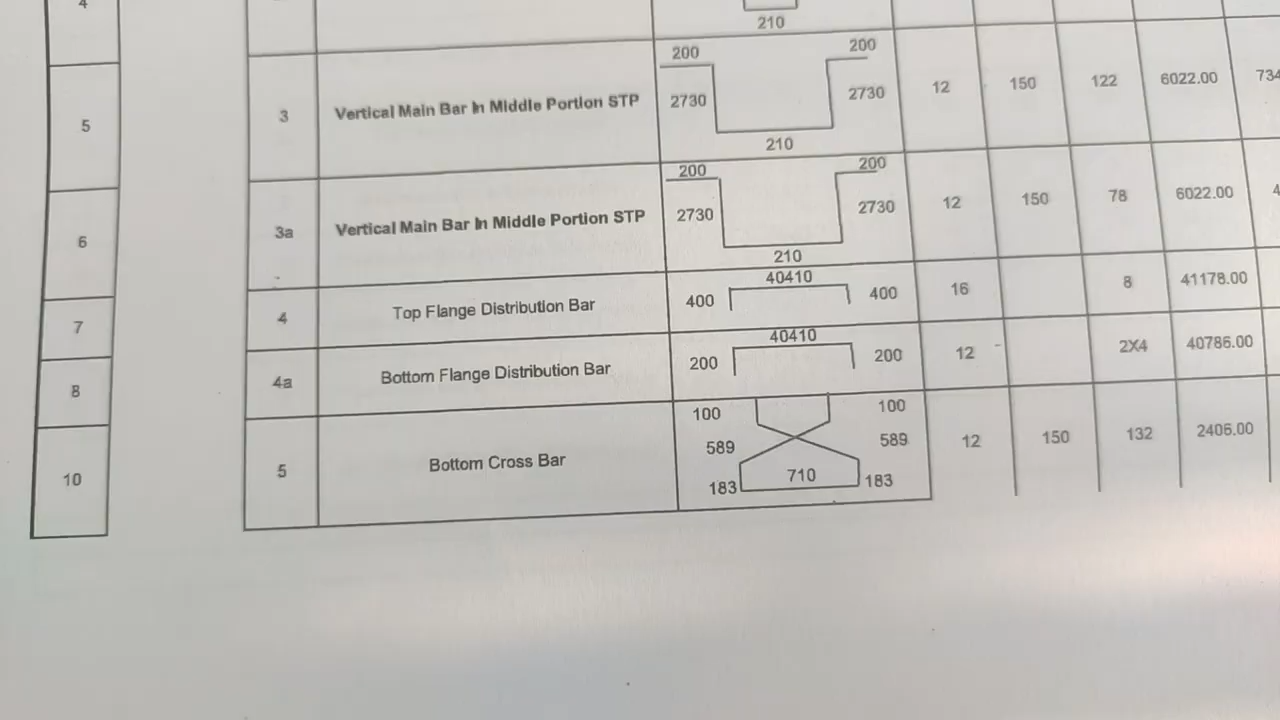 4
210
5 3 Vertical Main Bar In Middle Portion STP 200 2730 210 200 2730 12 150 122 6022.00 734
6 3a Vertical Main Bar In Middle Portion STP 200 2730 210 200 2730 12 150 78 6022.00 4
7 4 Top Flange Distribution Bar 400 40410 400 16 8 41178.00
8 4a Bottom Flange Distribution Bar 200 40410 200 12 2X4 40786.00
10 5 Bottom Cross Bar 100 589 183 710 100 589 183 12 150 132 2406.00